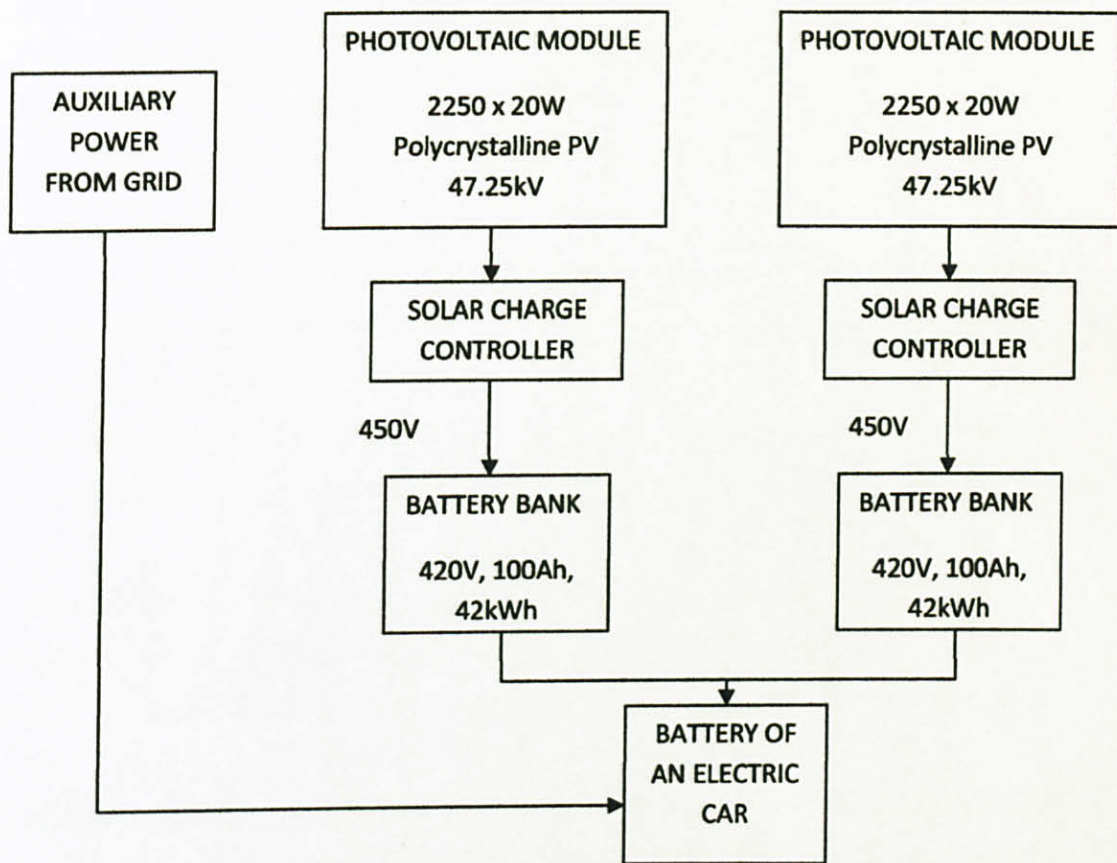 AUXILIARY
POWER
FROM GRID
PHOTOVOLTAIC MODULE
2250 x 20W
Polycrystalline PV
47.25kV
PHOTOVOLTAIC MODULE
2250 x 20W
Polycrystalline PV
47.25kV
SOLAR CHARGE
CONTROLLER
SOLAR CHARGE
CONTROLLER
450V
450V
BATTERY BANK
420V, 100Ah,
42kWh
BATTERY BANK
420V, 100Ah,
42kWh
BATTERY OF
AN ELECTRIC
CAR